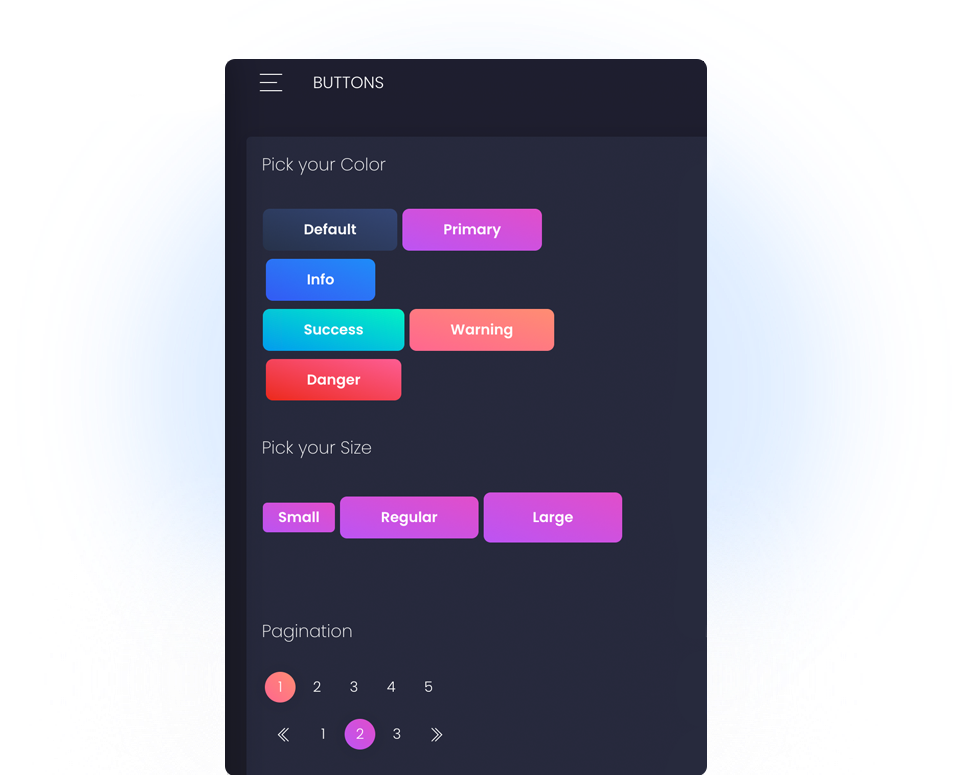 BUTTONS
Pick your Color
Default Primary
Info
Success Warning
Danger
Pick your Size
Small Regular Large
Pagination
1 2 3 4 5
« 1 2 3 »